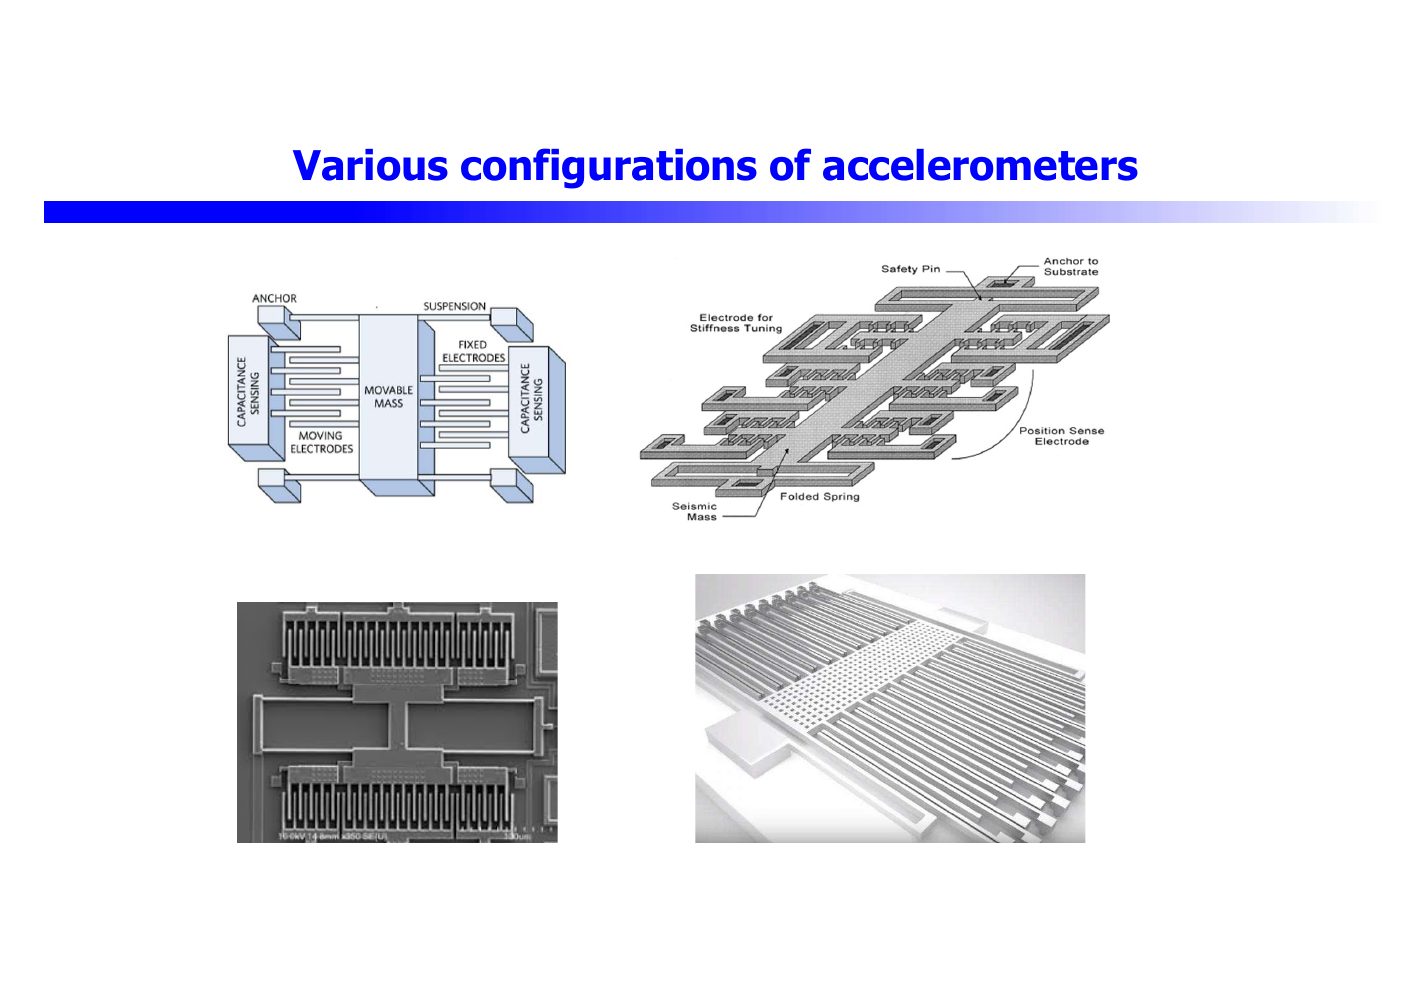 Various configurations of accelerometers
ANCHOR
SUSPENSION
FIXED
ELECTRODES
CAPACITANCE
SENSING
MOVABLE
MASS
CAPACITANCE
SENSING
MOVING
ELECTRODES
Safety Pin
Anchor to
Substrate
Electrode for
Stiffness Tuning
Position Sense
Electrode
Folded Spring
Seismic
Mass